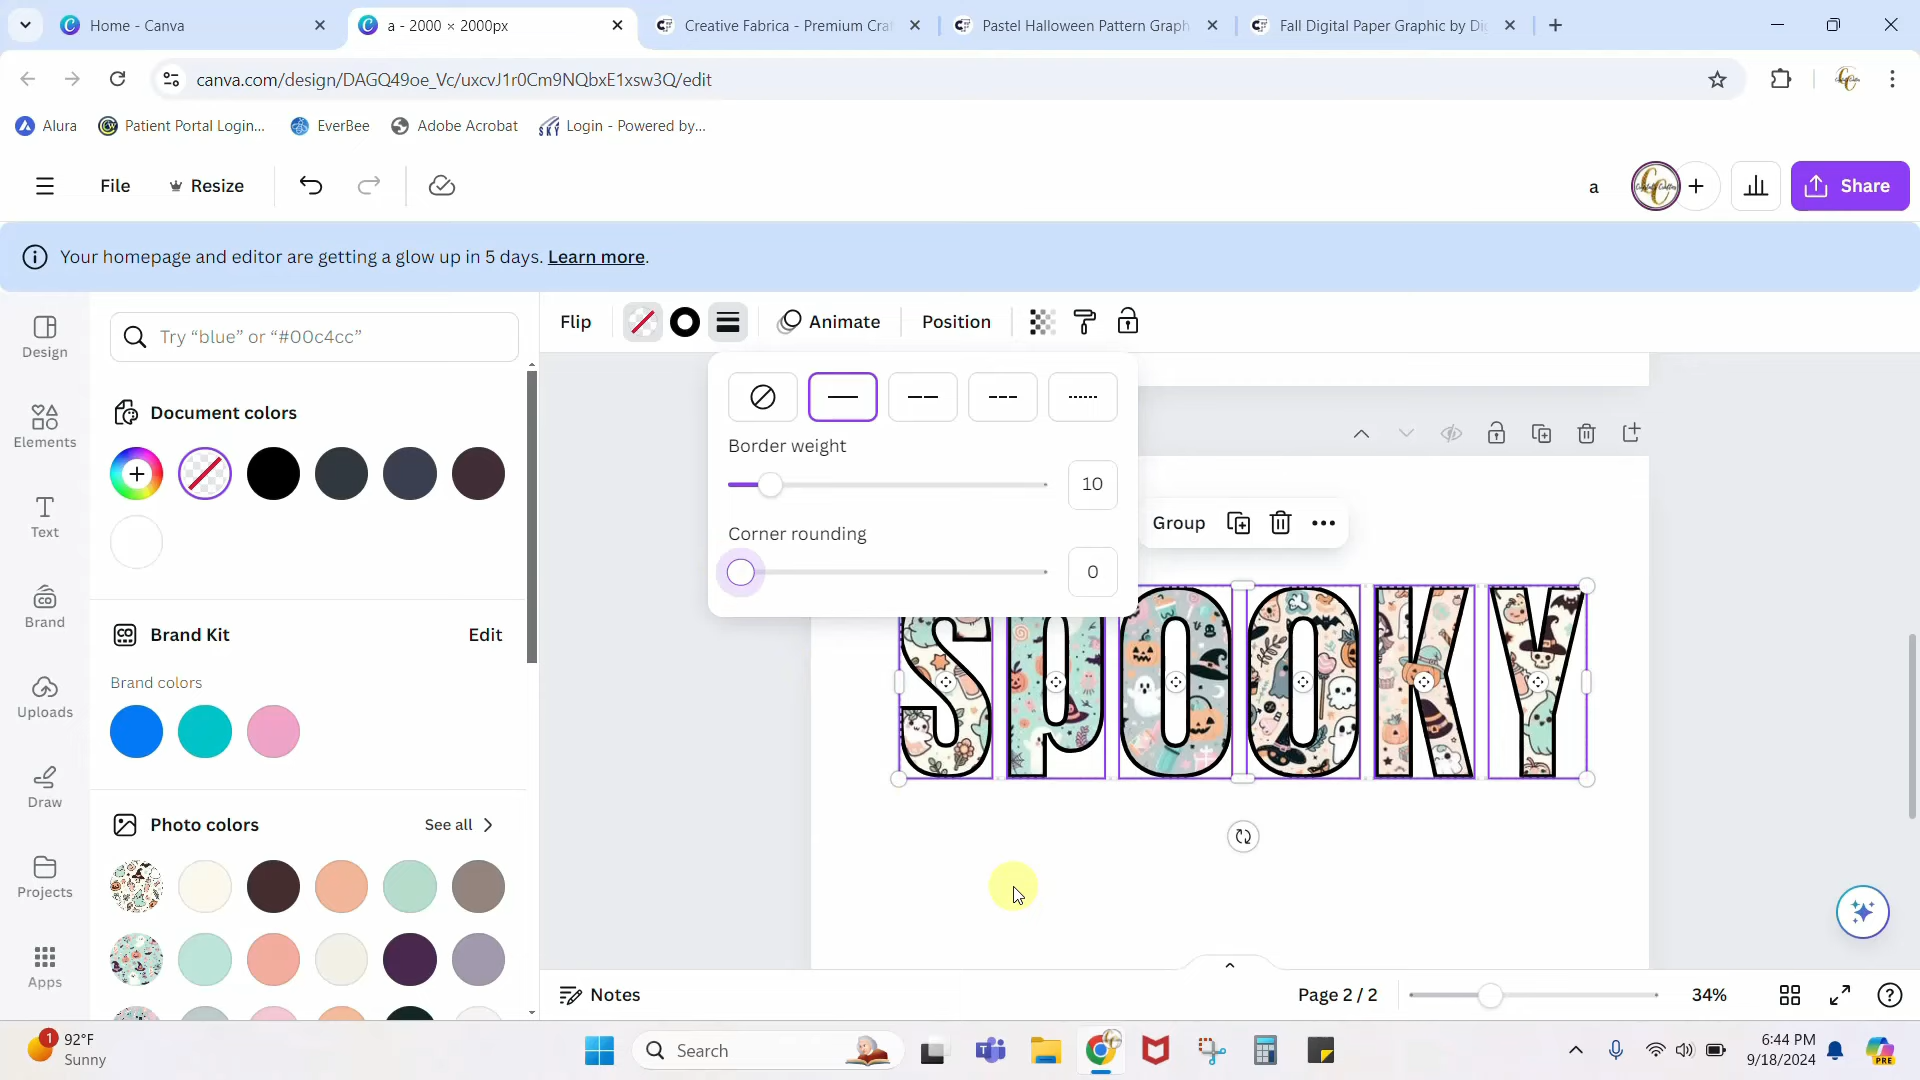 Home - Canva
a - 2000 × 2000px
Creative Fabrica - Premium Cra
Pastel Halloween Pattern Graph
Fall Digital Paper Graphic by Di
canva.com/design/DAGQ49oe_Vc/uxcvJ1r0Cm9NQbxE1xsw3Q/edit
Alura
Patient Portal Login...
EverBee
Adobe Acrobat
Login - Powered by...
File
Resize
a
Share
Your homepage and editor are getting a glow up in 5 days. Learn more.
Design
Elements
Text
Brand
Uploads
Draw
Projects
Apps
Try “blue” or “#00c4cc”
Document colors
Brand Kit
Edit
Brand colors
Photo colors
See all
Flip
Animate
Position
Border weight
10
Corner rounding
0
Group
SPOOKY
Notes
Page 2 / 2
34%
1
92°F
Sunny
Search
6:44 PM
9/18/2024
PRE